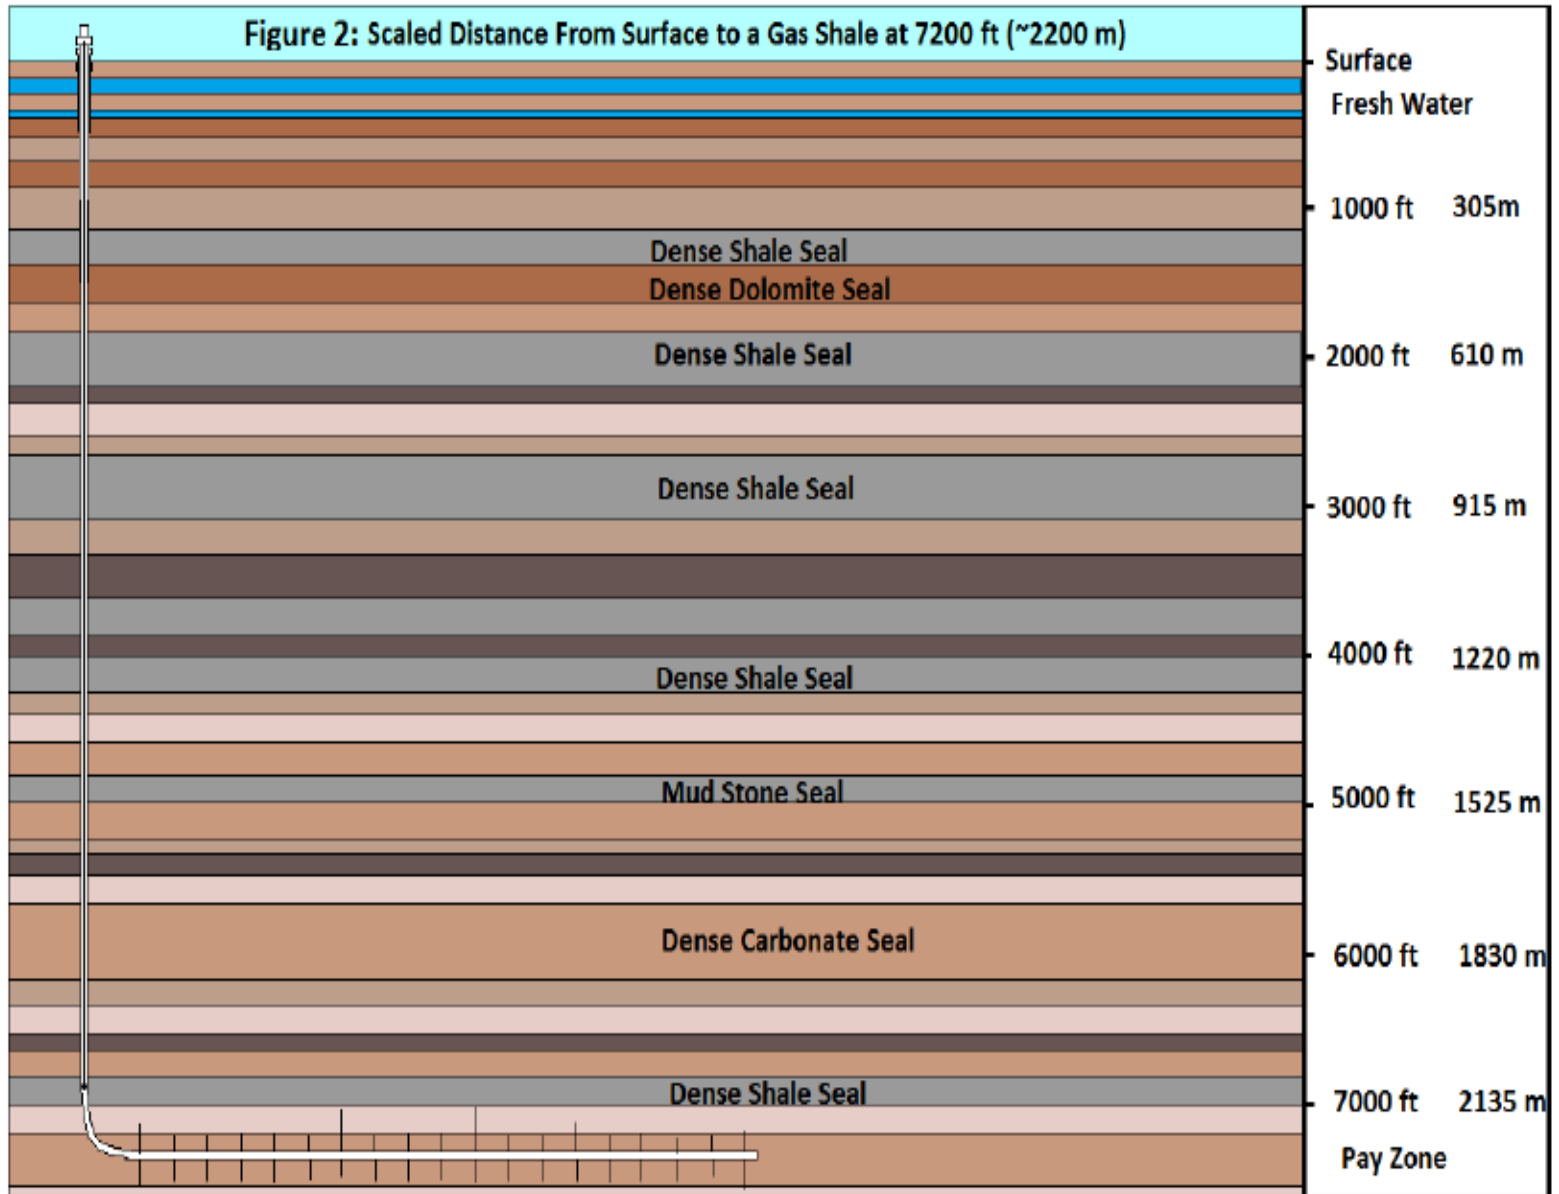 Figure 2: Scaled Distance From Surface to a Gas Shale at 7200 ft (~2200 m)
Surface
Fresh Water
1000 ft 305m
Dense Shale Seal
Dense Dolomite Seal
Dense Shale Seal
2000 ft 610 m
Dense Shale Seal
3000 ft 915 m
4000 ft 1220 m
Dense Shale Seal
Mud Stone Seal
5000 ft 1525 m
Dense Carbonate Seal
6000 ft 1830 m
Dense Shale Seal
7000 ft 2135 m
Pay Zone